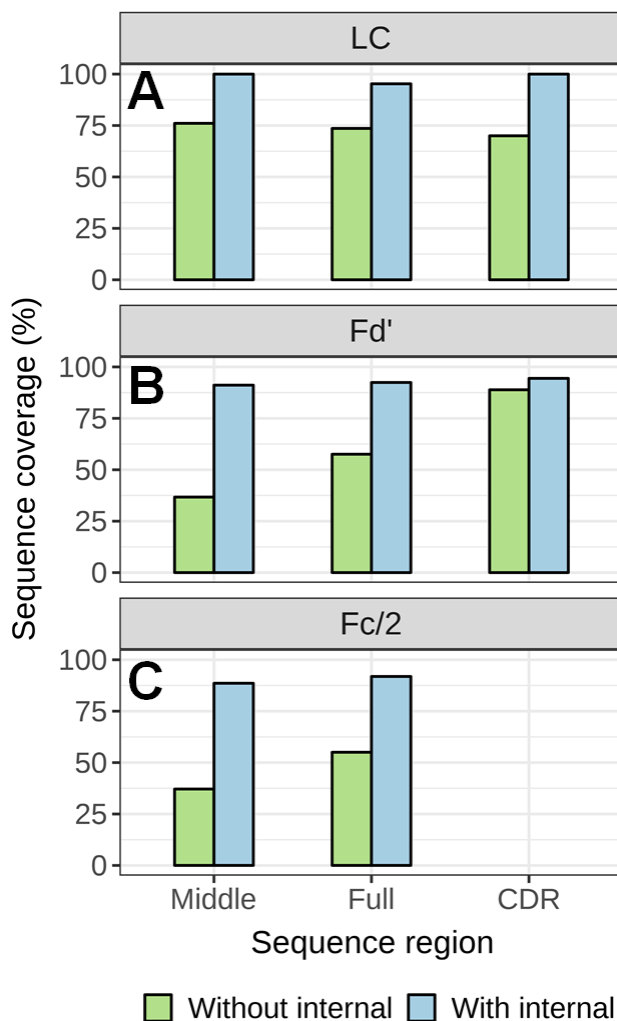 LC
A
100
75
50
25
0
Fd'
B
100
75
50
25
0
Fc/2
C
100
75
50
25
0
Sequence coverage (%)
Middle Full CDR
Sequence region
Without internal With internal